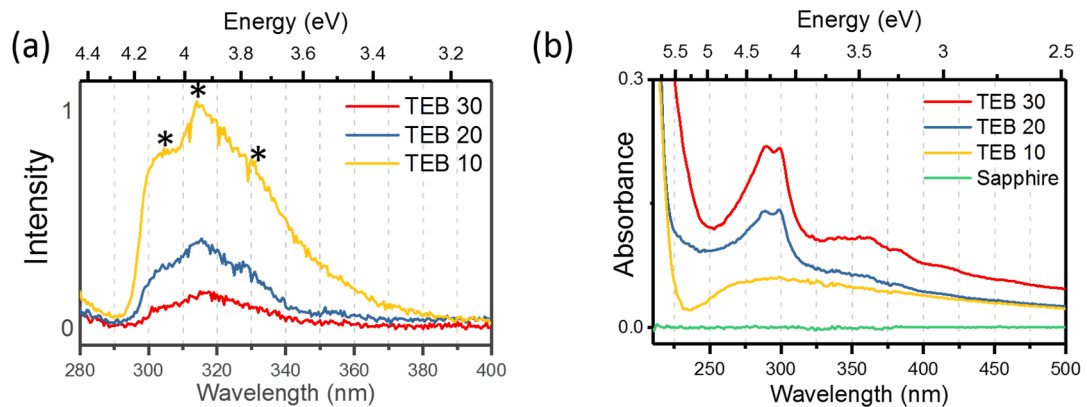 (a)
Energy (eV)
4.4 4.2 4 3.8 3.6 3.4 3.2
Intensity
1
0
* * *
TEB 30
TEB 20
TEB 10
280 300 320 340 360 380 400
Wavelength (nm)
(b)
Energy (eV)
5.5 5 4.5 4 3.5 3 2.5
Absorbance
0.3
0.0
TEB 30
TEB 20
TEB 10
Sapphire
250 300 350 400 450 500
Wavelength (nm)